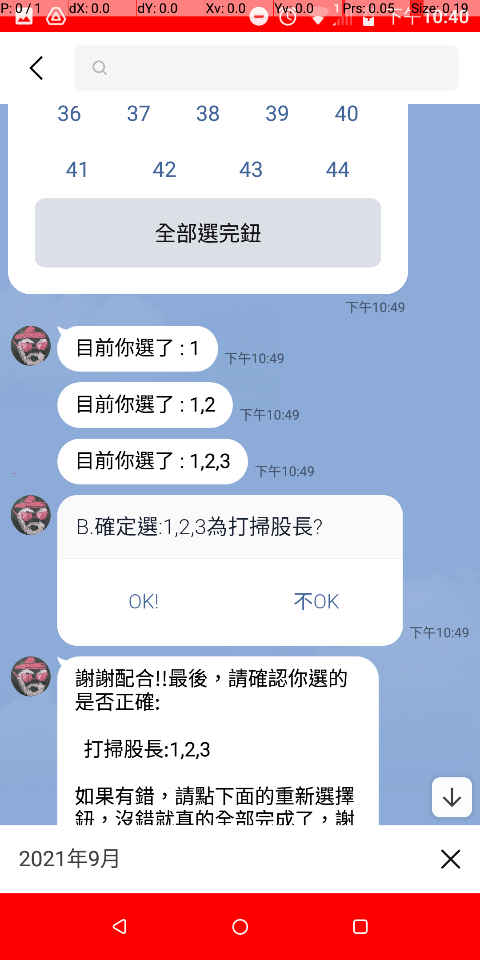 P: 0 / 1 dX: 0.0 dY: 0.0 Xv: 0.0 Yv: 0.0 Prs: 0.05 Size: 0.19
下午10:40
36 37 38 39 40
41 42 43 44
全部選完鈕
下午10:49
目前你選了 : 1
下午10:49
目前你選了 : 1,2
下午10:49
目前你選了 : 1,2,3
下午10:49
B.確定選:1,2,3為打掃股長?
OK! 不OK
下午10:49
謝謝配合!!最後，請確認你選的
是否正確:
打掃股長:1,2,3
如果有錯，請點下面的重新選擇
鈕，沒錯就真的全部完成了，謝
2021年9月